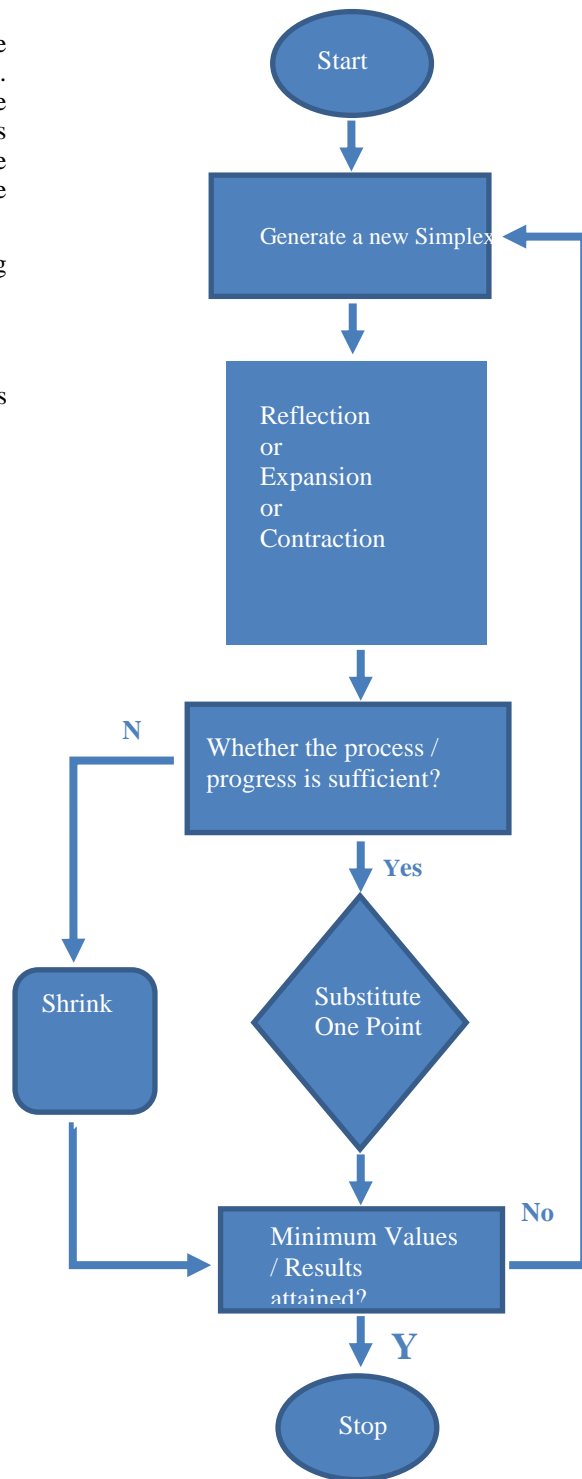 e
.
e
s
e
e
g
s
Start
Generate a new Simplex
Reflection
or
Expansion
or
Contraction
N
Whether the process /
progress is sufficient?
Yes
Shrink
Substitute
One Point
No
Minimum Values
/ Results
attained?
Y
Stop